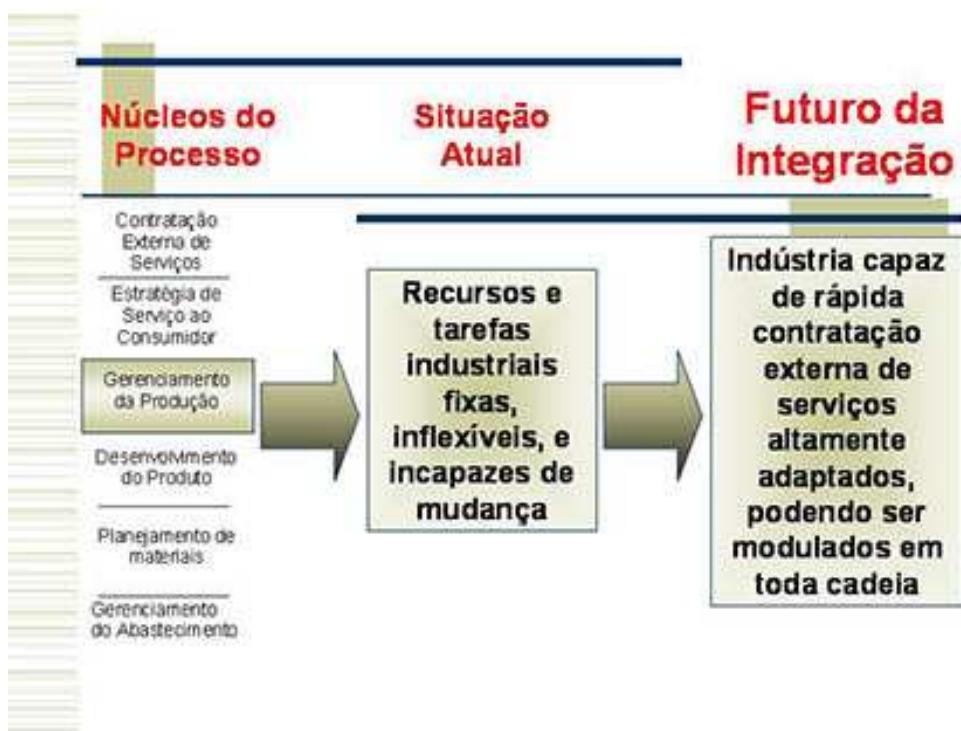 Núcleos do
Processo
Situação
Atual
Futuro da
Integração
Contratação
Externa de
Serviços
Estratégia de
Serviço ao
Consumidor
Gerenciamento
da Produção
Desenvolvimento
do Produto
Planejamento de
materiais
Gerenciamento
do Abastecimento
Recursos e
tarefas
industriais
fixas,
inflexíveis, e
incapazes de
mudança
Indústria capaz
de rápida
contratação
externa de
serviços
altamente
adaptados,
podendo ser
modulados em
toda cadeia